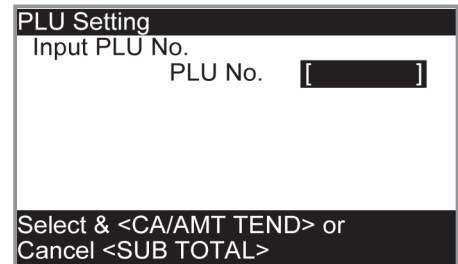 PLU Setting
Input PLU No.
PLU No. [ ]
Select & <CA/AMT TEND> or
Cancel <SUB TOTAL>